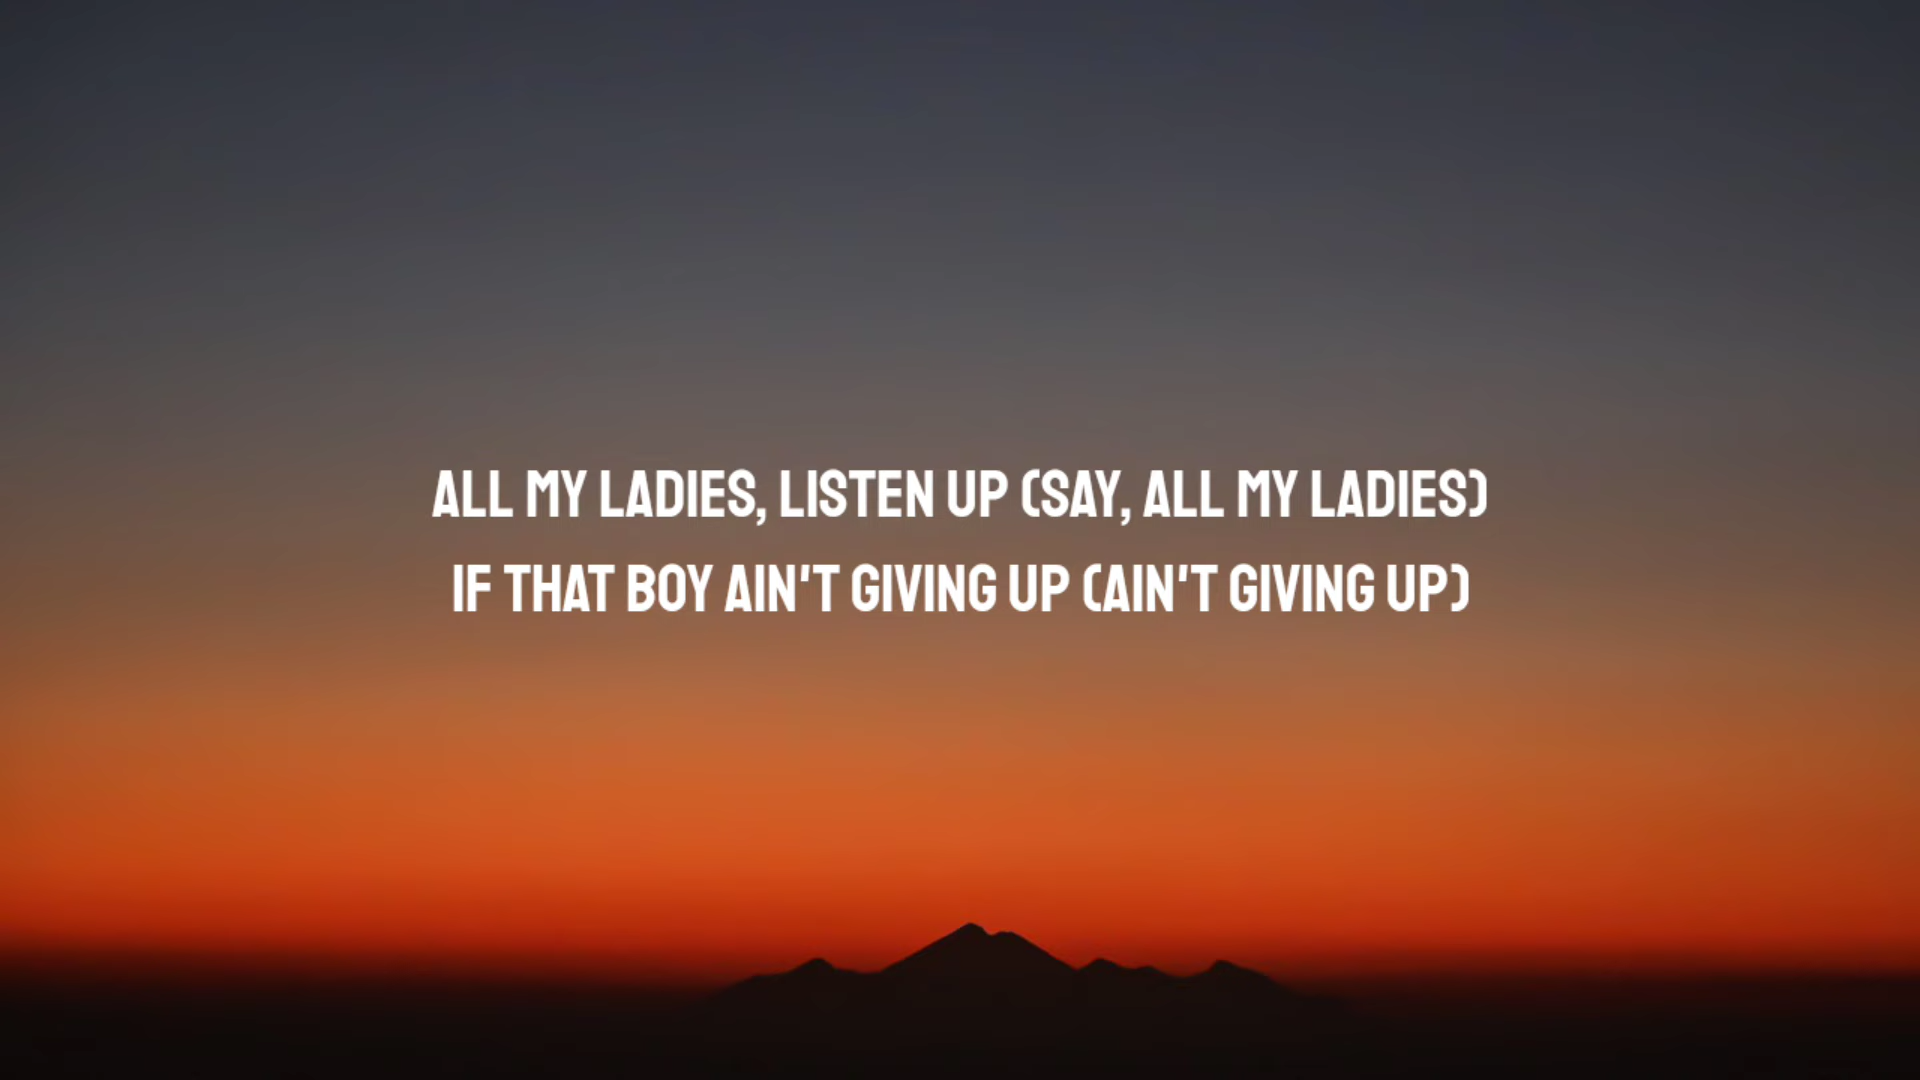 ALL MY LADIES, LISTEN UP (SAY, ALL MY LADIES)
IF THAT BOY AIN'T GIVING UP (AIN'T GIVING UP)